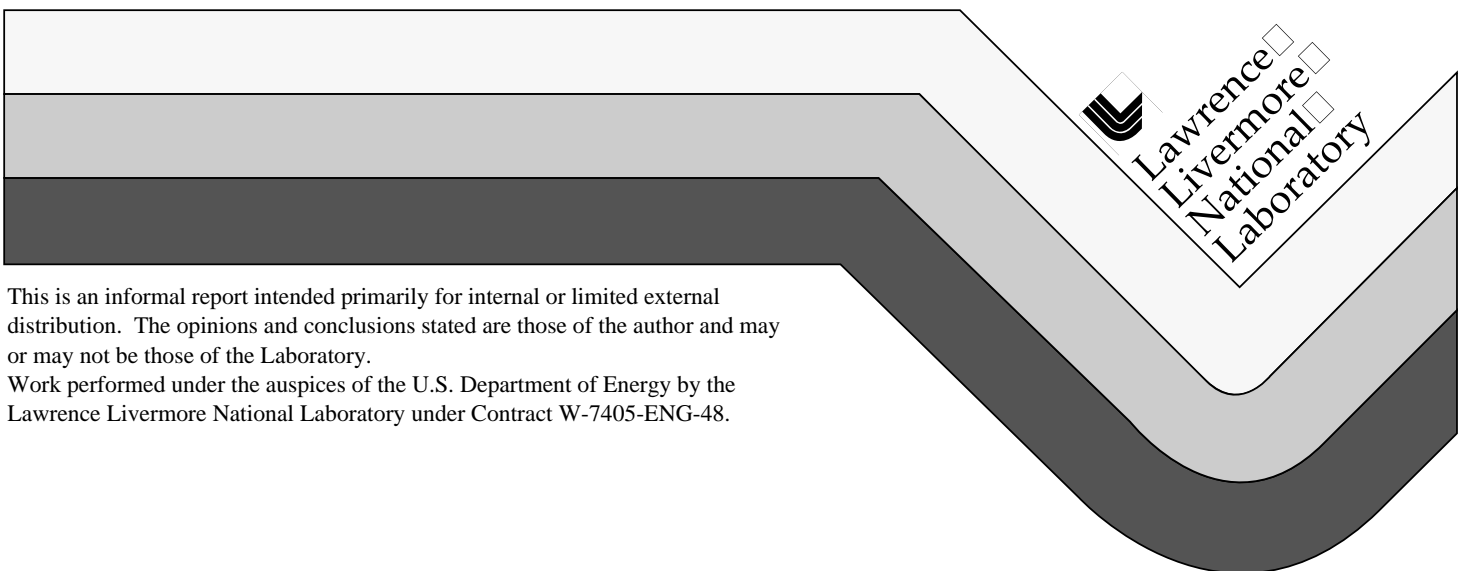 Lawrence
Livermore
National
Laboratory
This is an informal report intended primarily for internal or limited external
distribution.  The opinions and conclusions stated are those of the author and may
or may not be those of the Laboratory.
Work performed under the auspices of the U.S. Department of Energy by the
Lawrence Livermore National Laboratory under Contract W-7405-ENG-48.